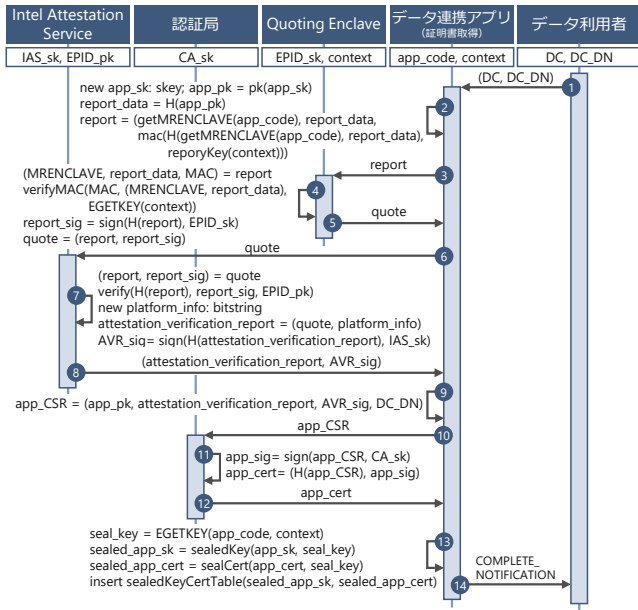 Intel Attestation
Service
認証局
Quoting Enclave
データ連携アプリ
(証明書取得)
データ利用者
IAS_sk, EPID_pk
CA_sk
EPID_sk, context
app_code, context
DC, DC_DN
(DC, DC_DN)
1
new app_sk: skey; app_pk = pk(app_sk)
report_data = H(app_pk)
2
report = (getMRENCLAVE(app_code), report_data,
mac(H(getMRENCLAVE(app_code), report_data),
reporyKey(context)))
report
3
(MRENCLAVE, report_data, MAC) = report
verifyMAC(MAC, (MRENCLAVE, report_data),
4
EGETKEY(context))
quote
report_sig = sign(H(report), EPID_sk)
5
quote = (report, report_sig)
quote
6
(report, report_sig) = quote
7
verify(H(report), report_sig, EPID_pk)
new platform_info: bitstring
attestation_verification_report = (quote, platform_info)
AVR_sig= sign(H(attestation_verification_report), IAS_sk)
(attestation_verification_report, AVR_sig)
8
9
app_CSR = (app_pk, attestation_verification_report, AVR_sig, DC_DN)
app_CSR
10
11
app_sig= sign(app_CSR, CA_sk)
app_cert= (H(app_CSR), app_sig)
app_cert
12
seal_key = EGETKEY(app_code, context)
13
sealed_app_sk = sealedKey(app_sk, seal_key)
sealed_app_cert = sealCert(app_cert, seal_key)
insert sealedKeyCertTable(sealed_app_sk, sealed_app_cert)
COMPLETE_
NOTIFICATION
14